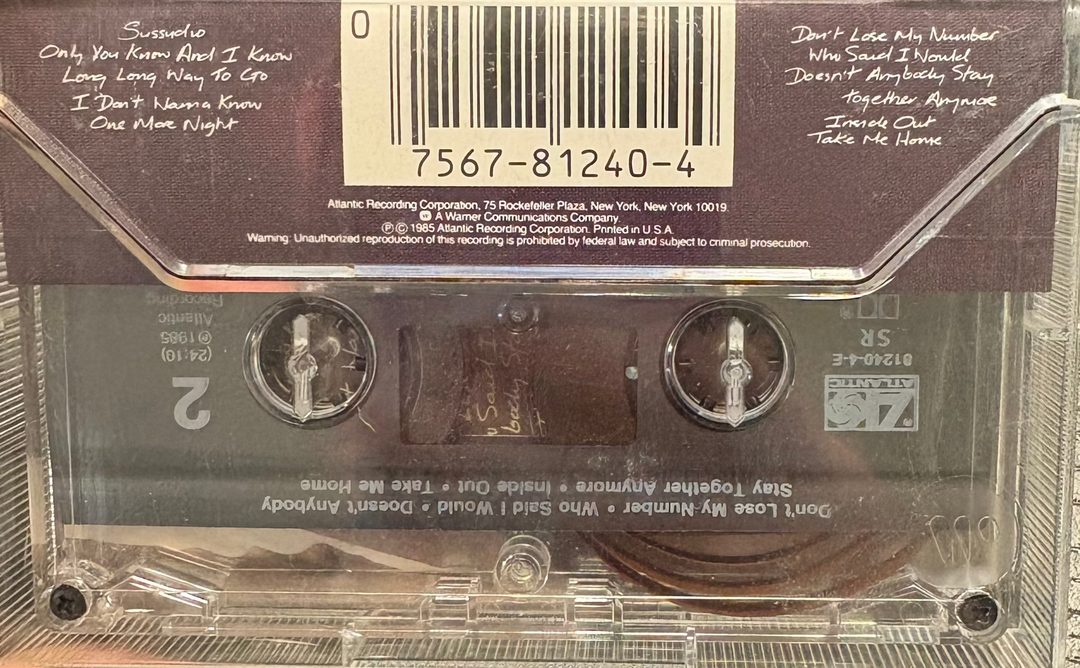 Sussudio
Only You Know And I Know
Long Long Way To Go
I Don't Wanna Know
One More Night
0
7567-81240-4
Don't Lose My Number
Who Said I Would
Doesn't Anybody Stay
together Anymore
Inside Out
Take Me Home
Atlantic Recording Corporation, 75 Rockefeller Plaza, New York, New York 10019.
W A Warner Communications Company.
ⓅⒸ 1985 Atlantic Recording Corporation. Printed in U.S.A.
Warning: Unauthorized reproduction of this recording is prohibited by federal law and subject to criminal prosecution.
Don't Lose My Number • Who Said I Would • Doesn't Anybody
Stay Together Anymore • Inside Out • Take Me Home
ATLANTIC
81240-4-E
SR
2
(24:10)
Ⓟ1985
Atlantic
Recording